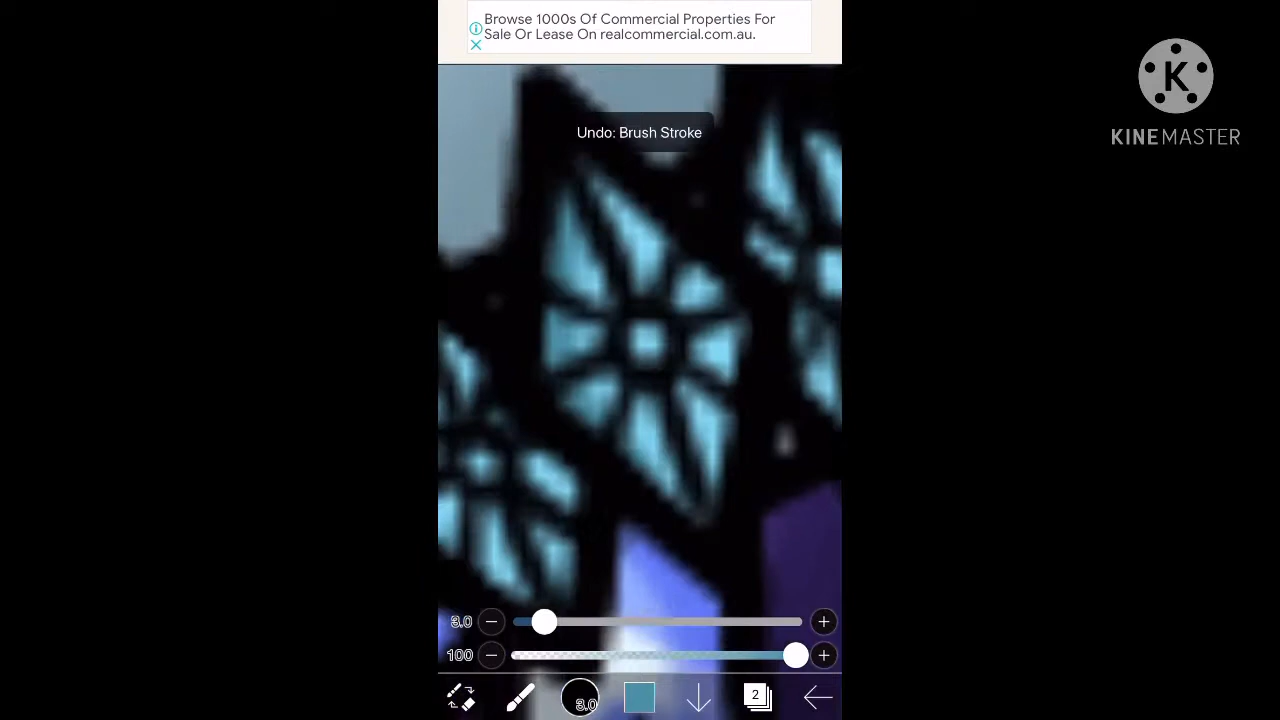 Browse 1000s Of Commercial Properties For
Sale Or Lease On realcommercial.com.au.
K
KINEMASTER
Undo: Brush Stroke
3.0
100
3.0
2